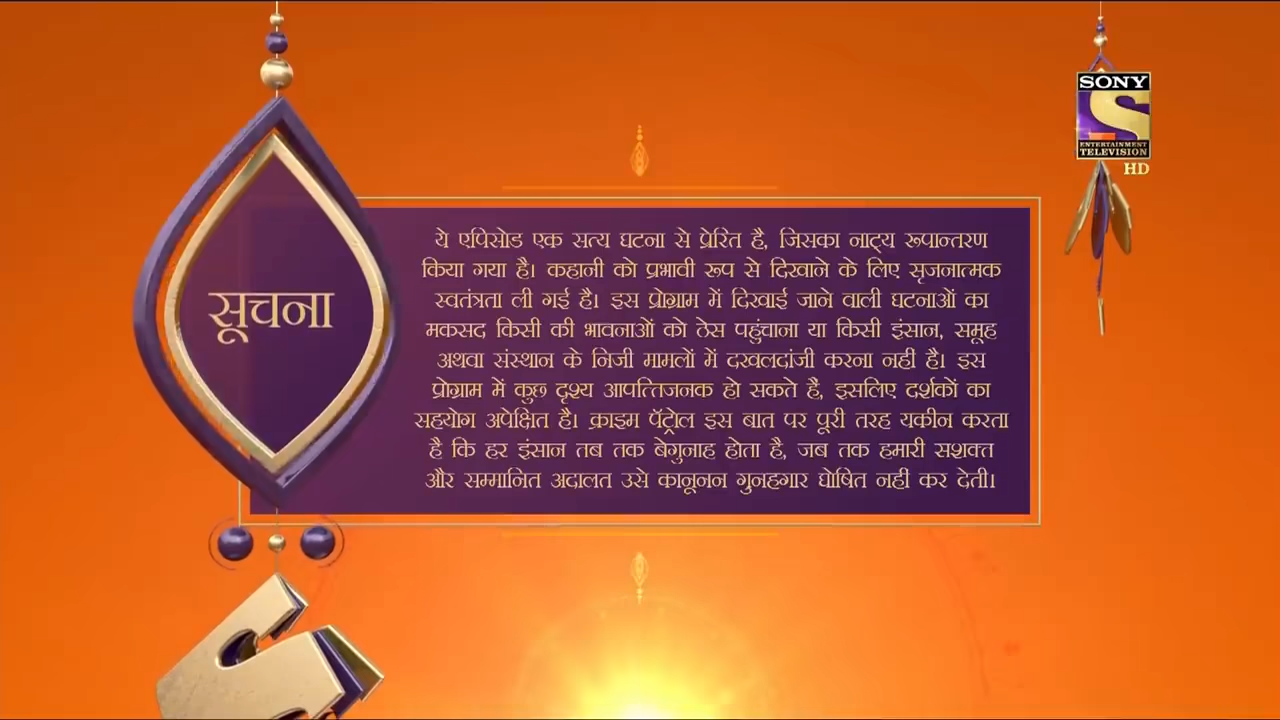 सूचना
ये एपिसोड एक सत्य घटना से प्रेरित है, जिसका नाट्य रूपान्तरण
किया गया है। कहानी को प्रभावी रूप से दिखाने के लिए सृजनात्मक
स्वतंत्रता ली गई है। इस प्रोग्राम में दिखाई जाने वाली घटनाओं का
मकसद किसी की भावनाओं को ठेस पहुंचाना या किसी इंसान, समूह
अथवा संस्थान के निजी मामलों में दखलदांजी करना नहीं है। इस
प्रोग्राम में कुछ दृश्य आपत्तिजनक हो सकते हैं, इसलिए दर्शकों का
सहयोग अपेक्षित है। क्राइम पॅट्रोल इस बात पर पूरी तरह यकीन करता
है कि हर इंसान तब तक बेगुनाह होता है, जब तक हमारी सशक्त
और सम्मानित अदालत उसे कानूनन गुनहगार घोषित नहीं कर देती।
SONY
ENTERTAINMENT
TELEVISION
HD